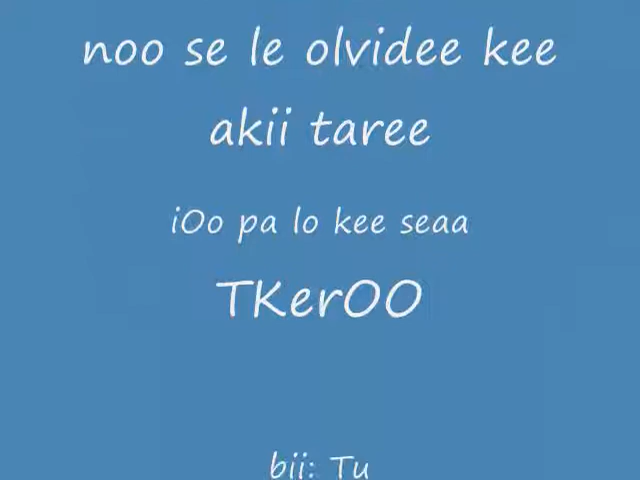 noo se le olvidee kee
akii taree
iOo pa lo kee seaa
TKerOO
bii: Tu